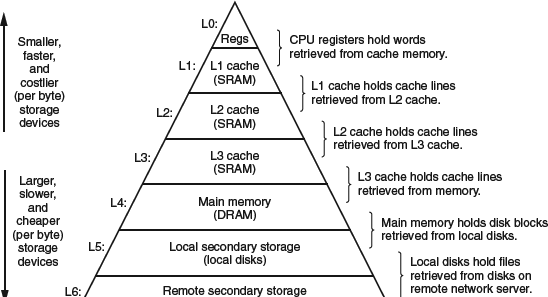 L0:
Regs
CPU registers hold words
retrieved from cache memory.
Smaller,
faster,
and
costlier
(per byte)
storage
devices
L1:
L1 cache
(SRAM)
L1 cache holds cache lines
retrieved from L2 cache.
L2:
L2 cache
(SRAM)
L2 cache holds cache lines
retrieved from L3 cache.
L3:
L3 cache
(SRAM)
L3 cache holds cache lines
retrieved from memory.
Larger,
slower,
and
cheaper
(per byte)
storage
devices
L4:
Main memory
(DRAM)
Main memory holds disk blocks
retrieved from local disks.
L5:
Local secondary storage
(local disks)
Local disks hold files
retrieved from disks on
remote network server.
L6:
Remote secondary storage